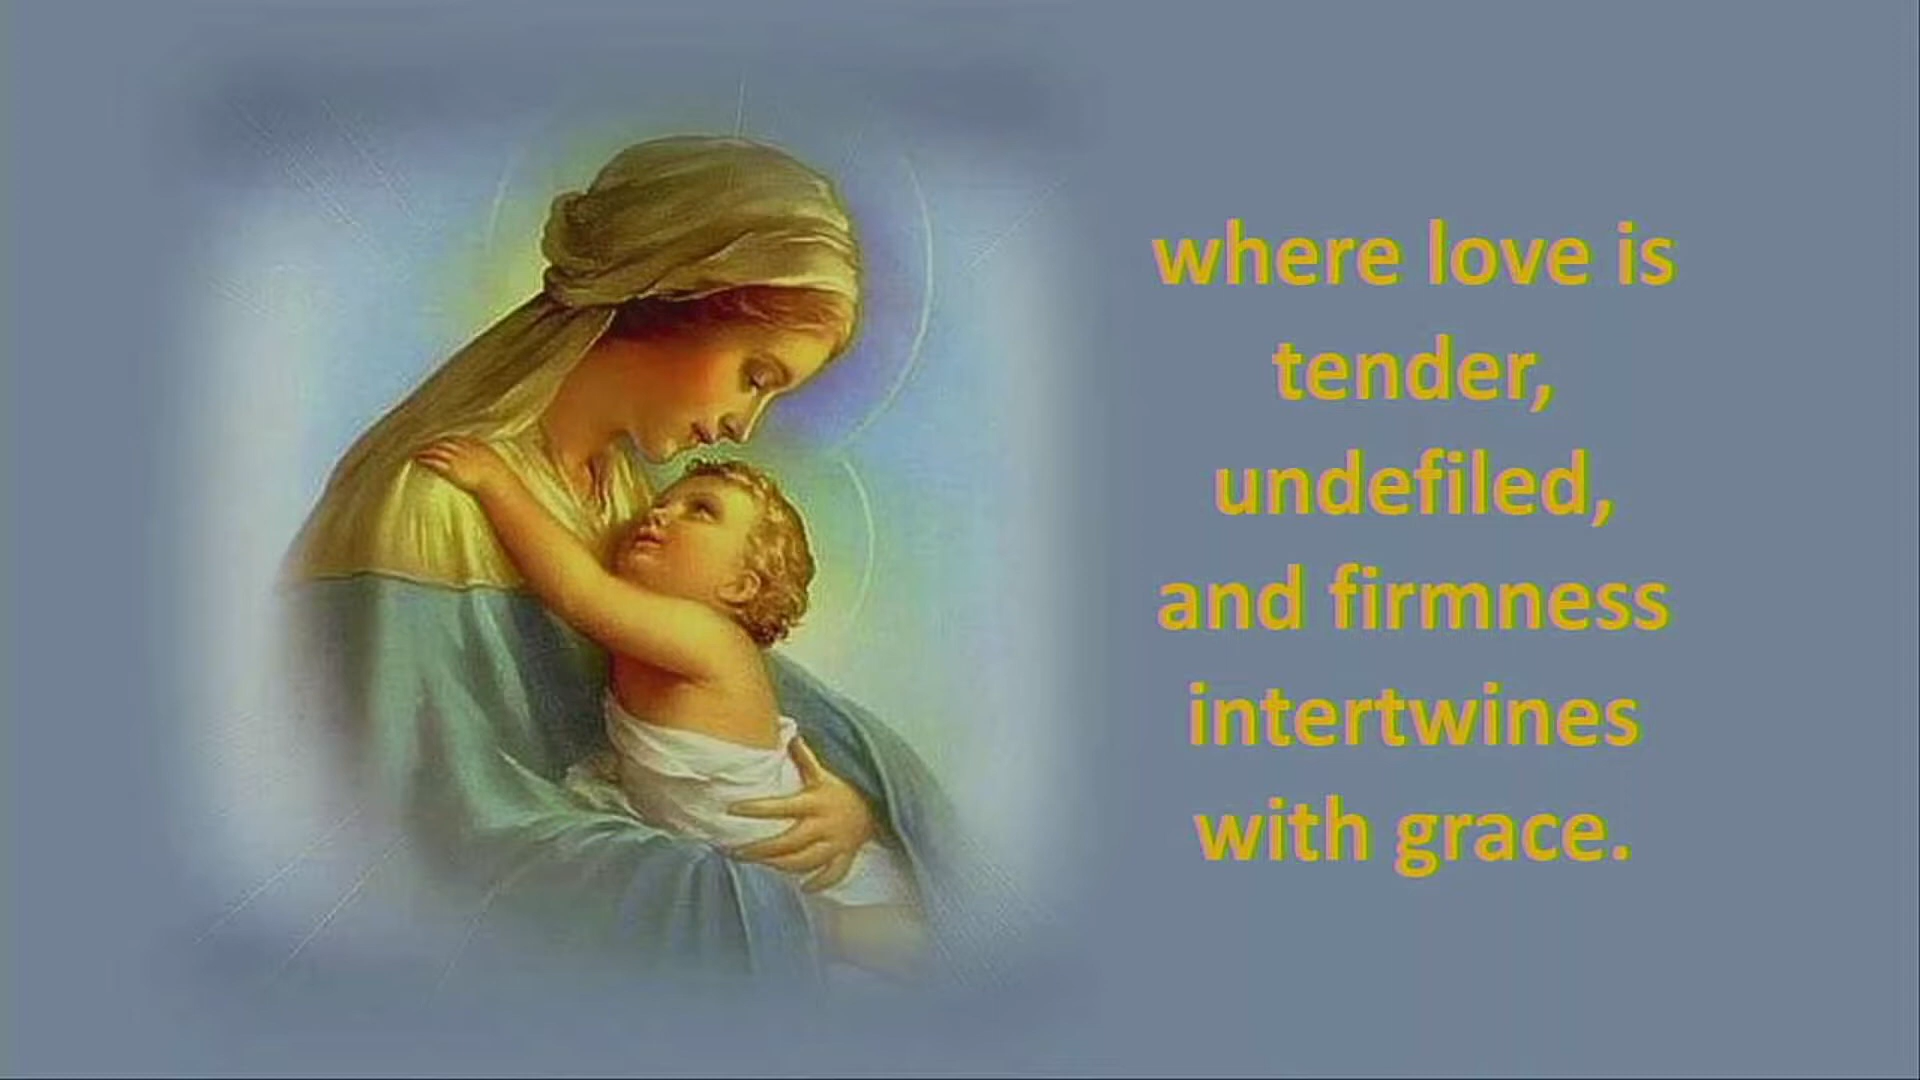 where love is
tender,
undefiled,
and firmness
intertwines
with grace.